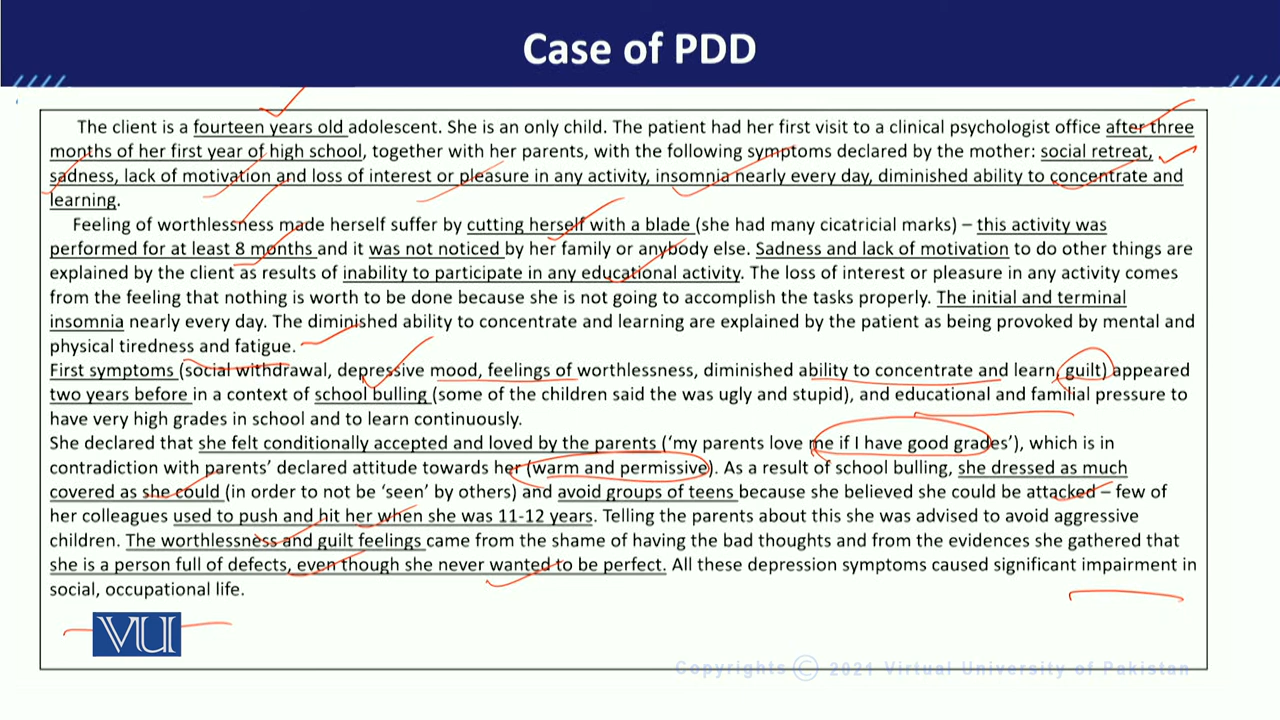 Case of PDD
The client is a fourteen years old adolescent. She is an only child. The patient had her first visit to a clinical psychologist office after three
months of her first year of high school, together with her parents, with the following symptoms declared by the mother: social retreat,
sadness, lack of motivation and loss of interest or pleasure in any activity, insomnia nearly every day, diminished ability to concentrate and
learning.
Feeling of worthlessness made herself suffer by cutting herself with a blade (she had many cicatricial marks) – this activity was
performed for at least 8 months and it was not noticed by her family or anybody else. Sadness and lack of motivation to do other things are
explained by the client as results of inability to participate in any educational activity. The loss of interest or pleasure in any activity comes
from the feeling that nothing is worth to be done because she is not going to accomplish the tasks properly. The initial and terminal
insomnia nearly every day. The diminished ability to concentrate and learning are explained by the patient as being provoked by mental and
physical tiredness and fatigue.
First symptoms (social withdrawal, depressive mood, feelings of worthlessness, diminished ability to concentrate and learn, guilt) appeared
two years before in a context of school bulling (some of the children said the was ugly and stupid), and educational and familial pressure to
have very high grades in school and to learn continuously.
She declared that she felt conditionally accepted and loved by the parents (‘my parents love me if I have good grades’), which is in
contradiction with parents’ declared attitude towards her (warm and permissive). As a result of school bulling, she dressed as much
covered as she could (in order to not be ‘seen’ by others) and avoid groups of teens because she believed she could be attacked – few of
her colleagues used to push and hit her when she was 11-12 years. Telling the parents about this she was advised to avoid aggressive
children. The worthlessness and guilt feelings came from the shame of having the bad thoughts and from the evidences she gathered that
she is a person full of defects, even though she never wanted to be perfect. All these depression symptoms caused significant impairment in
social, occupational life.
VU
Copyrights © 2021 Virtual University of Pakistan